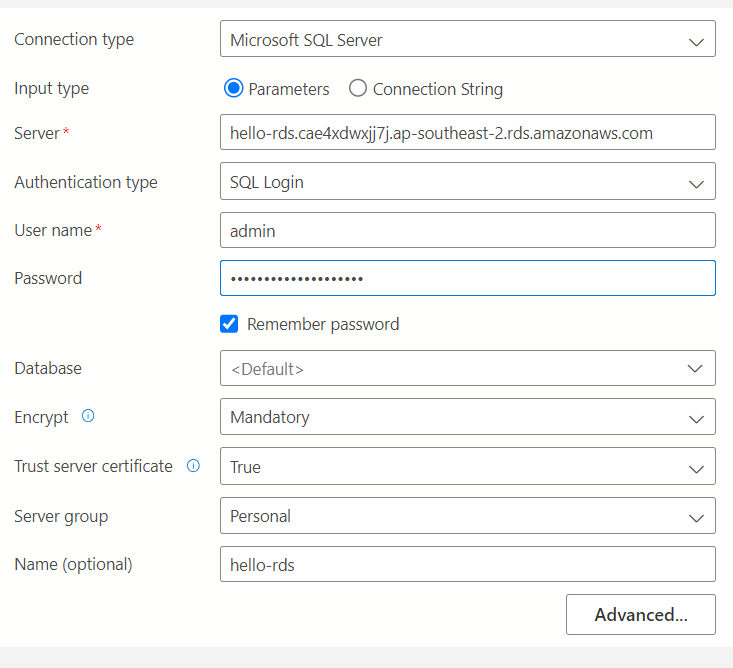 Connection type Microsoft SQL Server
Input type Parameters Connection String
Server* hello-rds.cae4xdwxjj7j.ap-southeast-2.rds.amazonaws.com
Authentication type SQL Login
User name* admin
Password ••••••••••••••••••••
Remember password
Database <Default>
Encrypt Mandatory
Trust server certificate True
Server group Personal
Name (optional) hello-rds
Advanced...